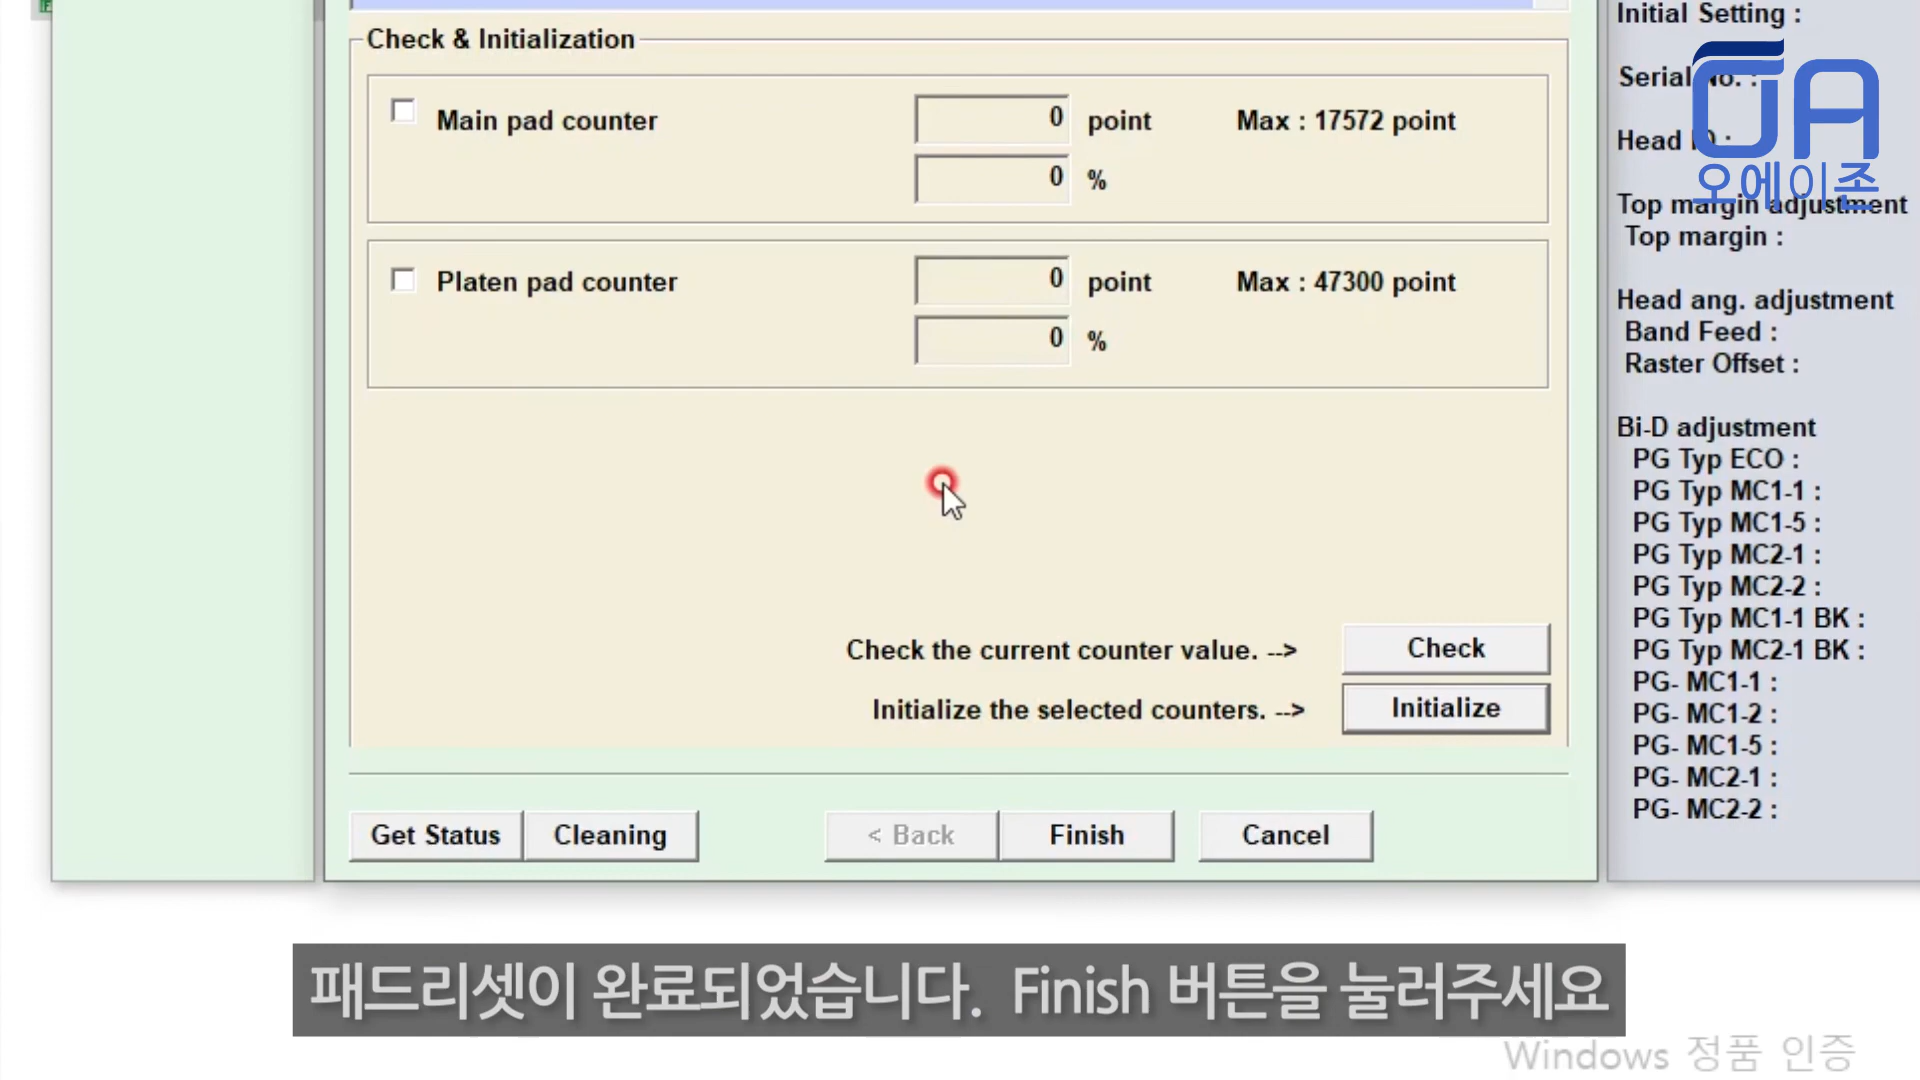 Check & Initialization
Main pad counter
0 point Max : 17572 point
0 %
Platen pad counter
0 point Max : 47300 point
0 %
Check the current counter value. -->
Check
Initialize the selected counters. -->
Initialize
Get Status
Cleaning
< Back
Finish
Cancel
Initial Setting :
Serial No. :
Head ID :
Top margin adjustment
Top margin :
Head ang. adjustment
Band Feed :
Raster Offset :
Bi-D adjustment
PG Typ ECO :
PG Typ MC1-1 :
PG Typ MC1-5 :
PG Typ MC2-1 :
PG Typ MC2-2 :
PG Typ MC1-1 BK :
PG Typ MC2-1 BK :
PG- MC1-1 :
PG- MC1-2 :
PG- MC1-5 :
PG- MC2-1 :
PG- MC2-2 :
OA
오에이존
패드리셋이 완료되었습니다. Finish 버튼을 눌러주세요
Windows 정품 인증